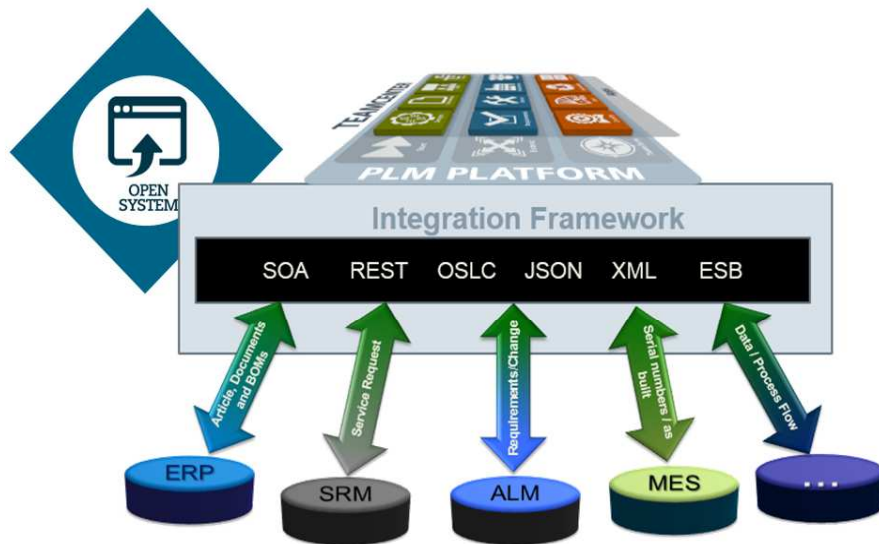 TEAMCENTER
PLM PLATFORM
OPEN
SYSTEM
Integration Framework
SOA REST OSLC JSON XML ESB
Article, Documents
and BOMs
Service Request
Requirements/Change
Serial numbers / as
built
Data / Process Flow
ERP
SRM
ALM
MES
...